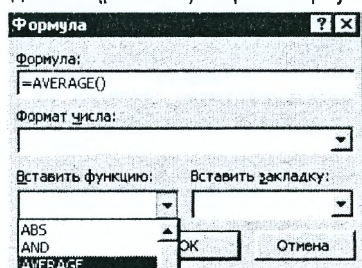 Формула
Формула:
=AVERAGE()
Формат числа:
Вставить функцию: Вставить закладку:
ABS
AND
AVERAGE
ОК Отмена